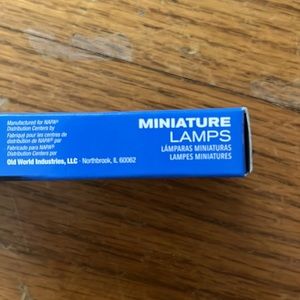 Manufactured for NAPA®
Distribution Centers by
Fabriqué pour les centres de
distribution de NAPA® par
Fabricado para NAPA®
Distribution Centers por
Old World Industries, LLC · Northbrook, IL 60062
MINIATURE
LAMPS
LÁMPARAS MINIATURAS
LAMPES MINIATURES